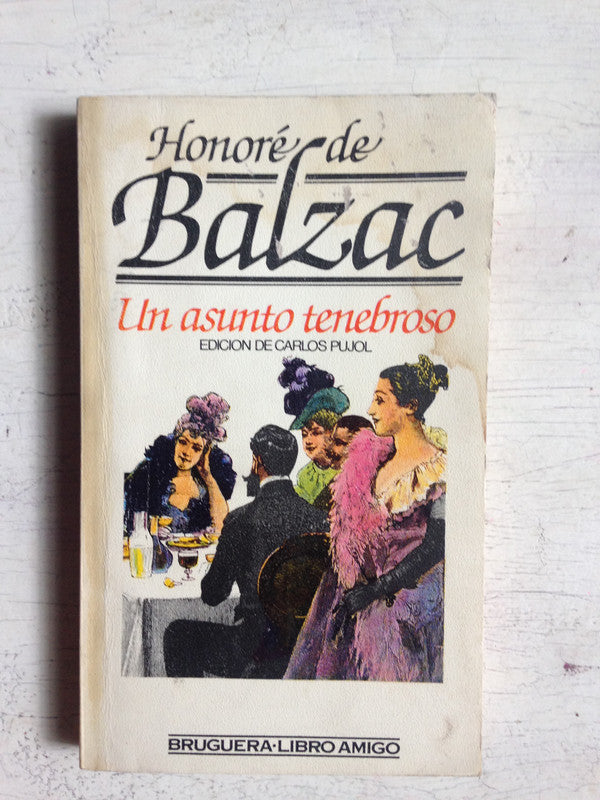 Honoré de
Balzac
Un asunto tenebroso
EDICION DE CARLOS PUJOL
BRUGUERA·LIBRO AMIGO